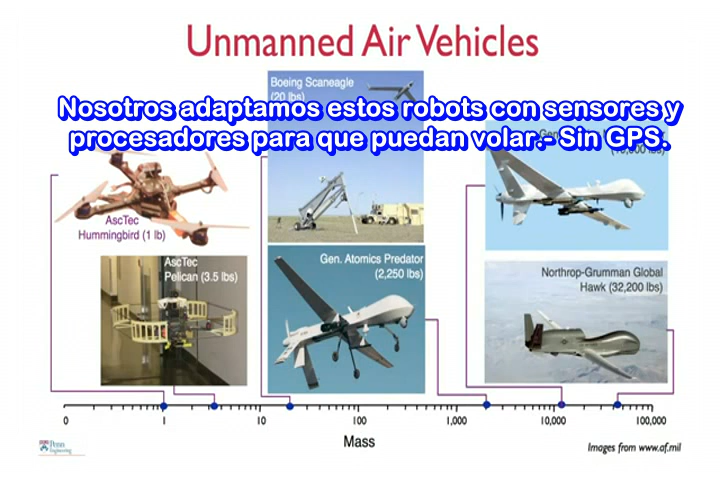 Unmanned Air Vehicles
Boeing Scaneagle
(20 lbs)
Nosotros adaptamos estos robots con sensores y
procesadores para que puedan volar.- Sin GPS.
AscTec
Hummingbird (1 lb)
AscTec
Pelican (3.5 lbs)
Gen. Atomics Predator
(2,250 lbs)
Northrop-Grumman Global
Hawk (32,200 lbs)
0 1 10 100 1,000 10,000 100,000
Mass
Penn
Engineering
Images from www.af.mil